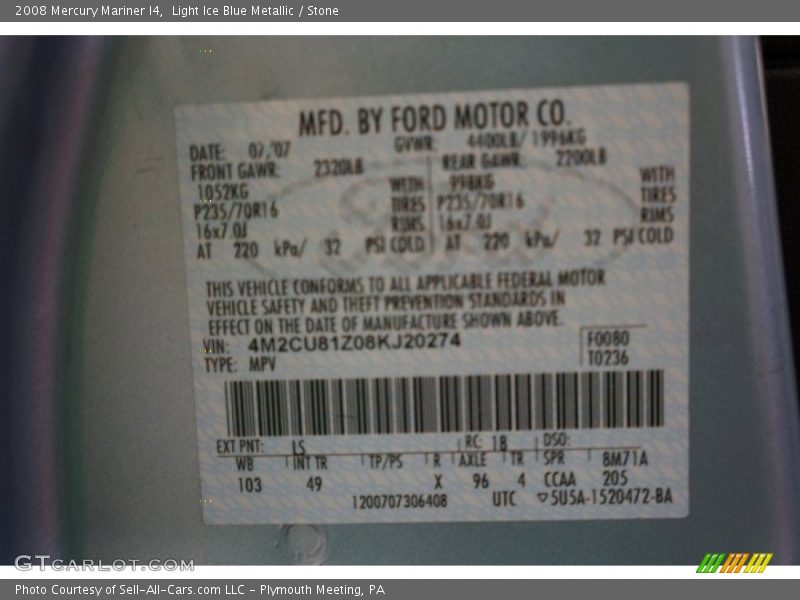 2008 Mercury Mariner I4,  Light Ice Blue Metallic / Stone
MFD. BY FORD MOTOR CO.
DATE: 07/'07 GVWR: 4400LB/ 1996KG
FRONT GAWR: 2320LB REAR GAWR: 2200LB
1052KG WITH 998KG WITH
P235/70R16 TIRES P235/70R16 TIRES
16x7.0J RIMS 16x7.0J RIMS
AT 220 kPa/ 32 PSI COLD AT 220 kPa/ 32 PSI COLD
THIS VEHICLE CONFORMS TO ALL APPLICABLE FEDERAL MOTOR
VEHICLE SAFETY AND THEFT PREVENTION STANDARDS IN
EFFECT ON THE DATE OF MANUFACTURE SHOWN ABOVE.
VIN: 4M2CU81Z08KJ20274 F0080
TYPE: MPV T0236
EXT PNT: LS RC: 18 DSO:
WB INT TR TP/PS R AXLE TR SPR 8M71A
103 49 X 96 4 CCAA 205
1200707306408 UTC ▽5U5A-1520472-BA
GTCARLOT.COM
Photo Courtesy of Sell-All-Cars.com LLC - Plymouth Meeting, PA